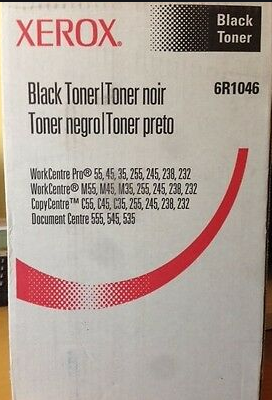 XEROX®
Black Toner
Black Toner|Toner noir
Toner negro|Toner preto
6R1046
WorkCentre Pro® 55, 45, 35, 255, 245, 238, 232
WorkCentre® M55, M45, M35, 255, 245, 238, 232
CopyCentre™ C55, C45, C35, 255, 245, 238, 232
Document Centre 555, 545, 535